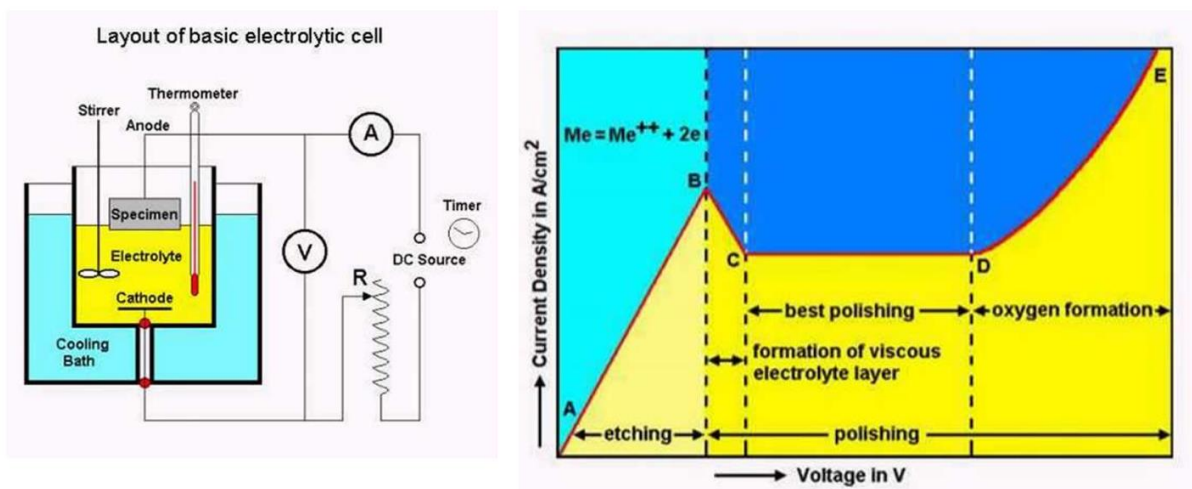 Layout of basic electrolytic cell
Thermometer
Stirrer
Anode
A
Specimen
Timer
Electrolyte
V
DC Source
R
Cathode
Cooling
Bath
Current Density in A/cm²
E
Me = Me⁺⁺ + 2e
B
C
D
best polishing
oxygen formation
formation of viscous
electrolyte layer
A
etching
polishing
Voltage in V